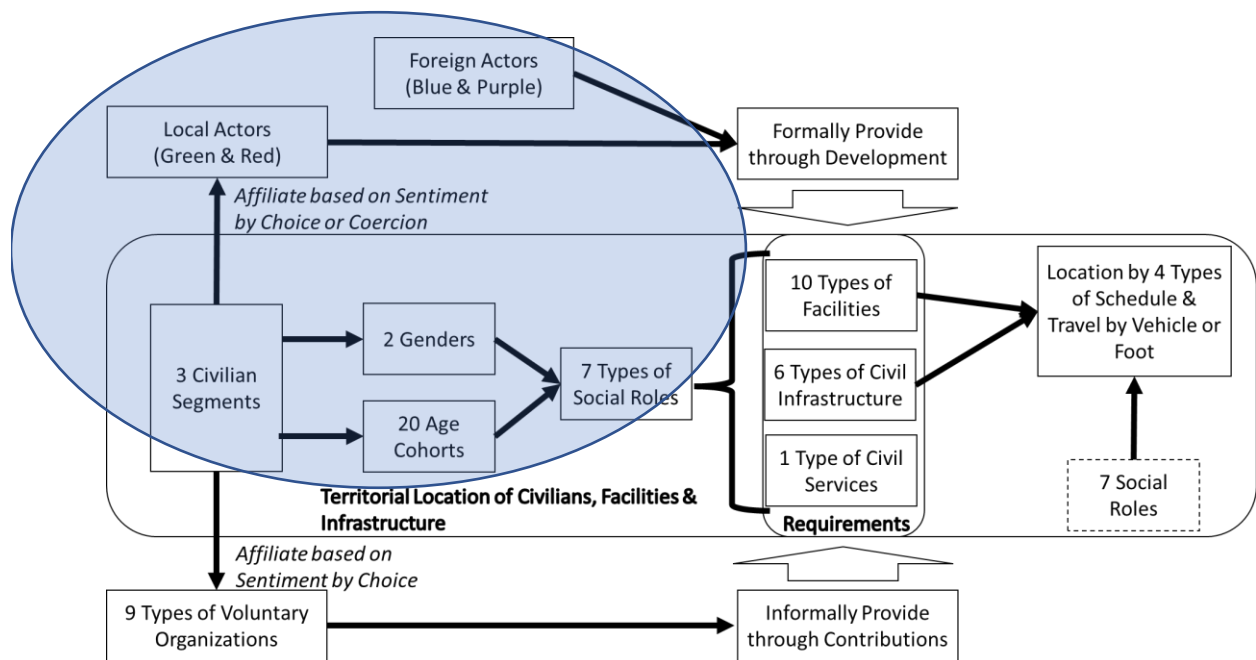 Foreign Actors
(Blue & Purple)
Local Actors
(Green & Red)
Formally Provide
through Development
Affiliate based on Sentiment
by Choice or Coercion
3 Civilian
Segments
2 Genders
20 Age
Cohorts
7 Types of
Social Roles
10 Types of
Facilities
6 Types of Civil
Infrastructure
1 Type of Civil
Services
Location by 4 Types
of Schedule &
Travel by Vehicle or
Foot
7 Social
Roles
Territorial Location of Civilians, Facilities &
Infrastructure
Requirements
Affiliate based on
Sentiment by Choice
9 Types of Voluntary
Organizations
Informally Provide
through Contributions